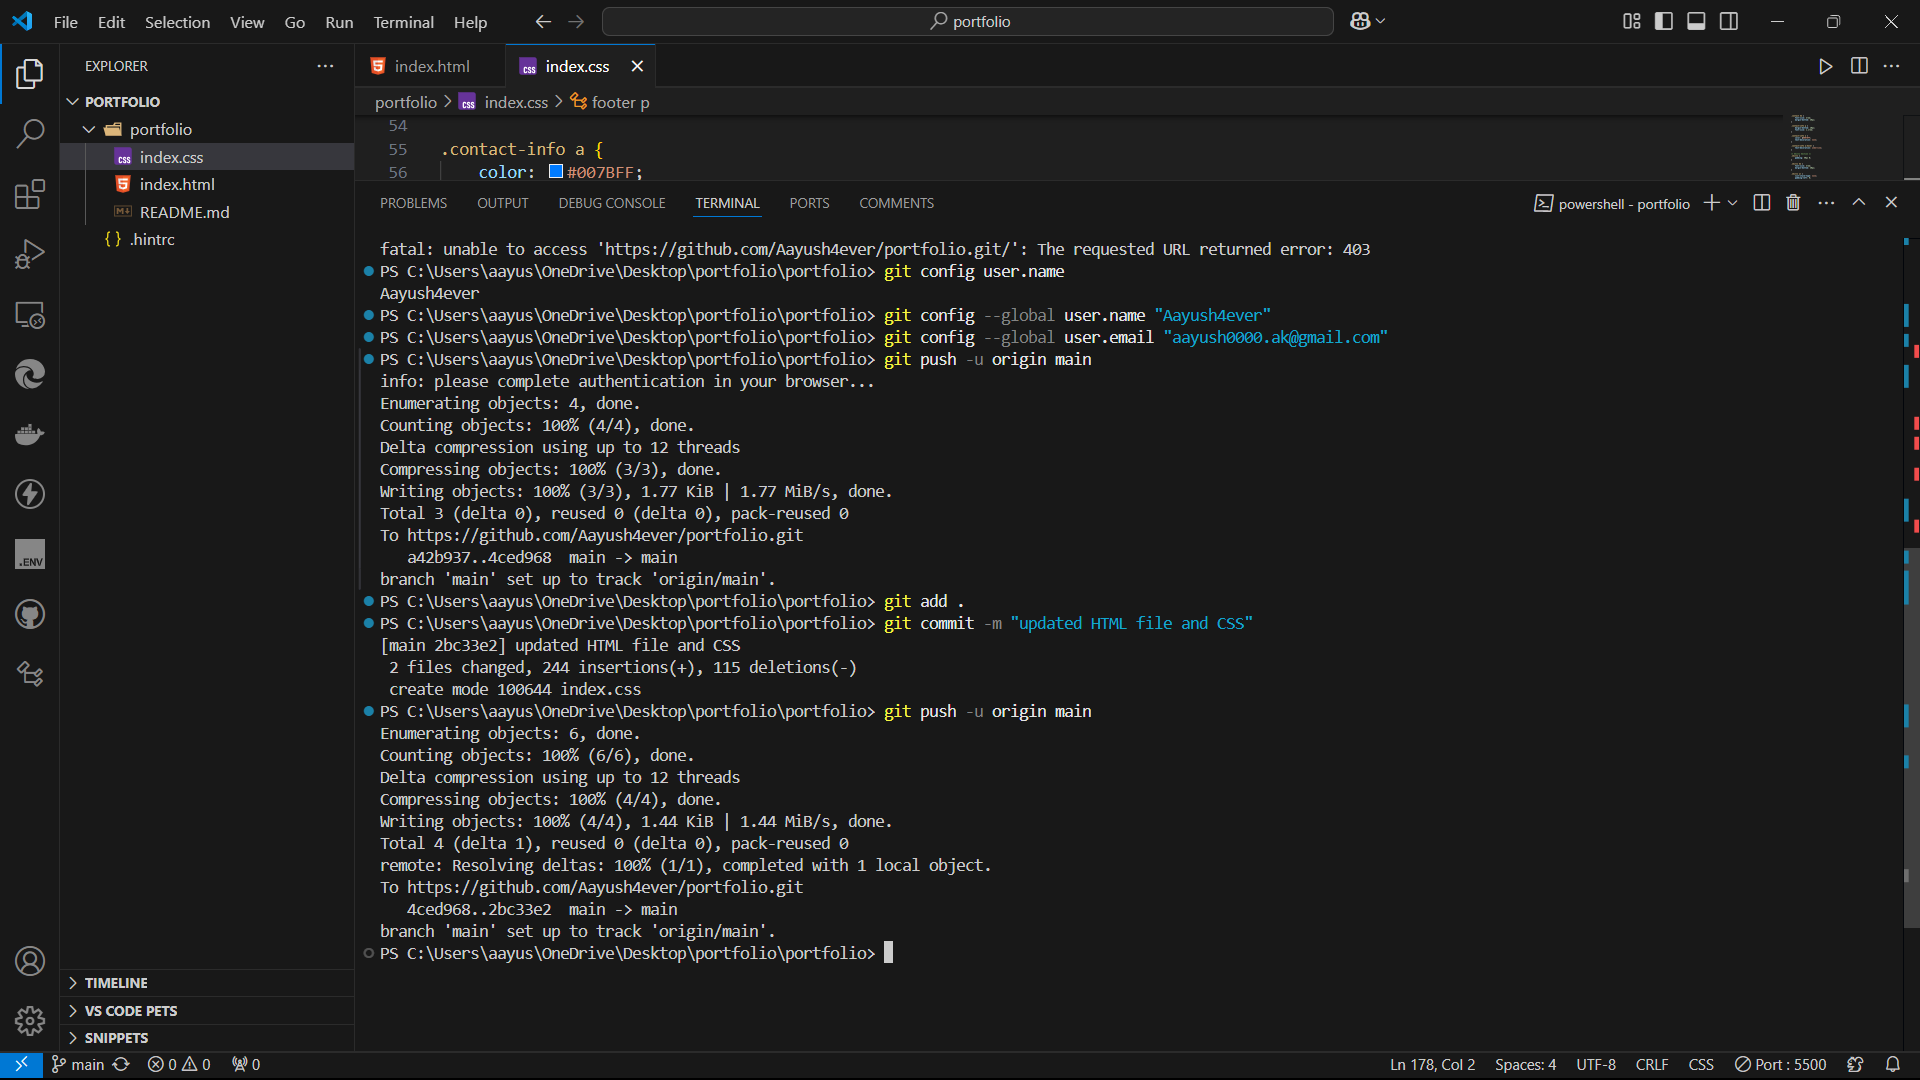 File Edit Selection View Go Run Terminal Help
portfolio
EXPLORER
PORTFOLIO
portfolio
css index.css
index.html
README.md
{} .hintrc
.ENV
TIMELINE
VS CODE PETS
SNIPPETS
index.html
css index.css
portfolio > css index.css > footer p
54
55 .contact-info a {
56 color: #007BFF;
PROBLEMS OUTPUT DEBUG CONSOLE TERMINAL PORTS COMMENTS
powershell - portfolio
fatal: unable to access 'https://github.com/Aayush4ever/portfolio.git/': The requested URL returned error: 403
PS C:\Users\aayus\OneDrive\Desktop\portfolio\portfolio> git config user.name
Aayush4ever
PS C:\Users\aayus\OneDrive\Desktop\portfolio\portfolio> git config --global user.name "Aayush4ever"
PS C:\Users\aayus\OneDrive\Desktop\portfolio\portfolio> git config --global user.email "aayush0000.ak@gmail.com"
PS C:\Users\aayus\OneDrive\Desktop\portfolio\portfolio> git push -u origin main
info: please complete authentication in your browser...
Enumerating objects: 4, done.
Counting objects: 100% (4/4), done.
Delta compression using up to 12 threads
Compressing objects: 100% (3/3), done.
Writing objects: 100% (3/3), 1.77 KiB | 1.77 MiB/s, done.
Total 3 (delta 0), reused 0 (delta 0), pack-reused 0
To https://github.com/Aayush4ever/portfolio.git
a42b937..4ced968  main -> main
branch 'main' set up to track 'origin/main'.
PS C:\Users\aayus\OneDrive\Desktop\portfolio\portfolio> git add .
PS C:\Users\aayus\OneDrive\Desktop\portfolio\portfolio> git commit -m "updated HTML file and CSS"
[main 2bc33e2] updated HTML file and CSS
2 files changed, 244 insertions(+), 115 deletions(-)
create mode 100644 index.css
PS C:\Users\aayus\OneDrive\Desktop\portfolio\portfolio> git push -u origin main
Enumerating objects: 6, done.
Counting objects: 100% (6/6), done.
Delta compression using up to 12 threads
Compressing objects: 100% (4/4), done.
Writing objects: 100% (4/4), 1.44 KiB | 1.44 MiB/s, done.
Total 4 (delta 1), reused 0 (delta 0), pack-reused 0
remote: Resolving deltas: 100% (1/1), completed with 1 local object.
To https://github.com/Aayush4ever/portfolio.git
4ced968..2bc33e2  main -> main
branch 'main' set up to track 'origin/main'.
PS C:\Users\aayus\OneDrive\Desktop\portfolio\portfolio>
main 0 0 0 Ln 178, Col 2 Spaces: 4 UTF-8 CRLF CSS Port : 5500